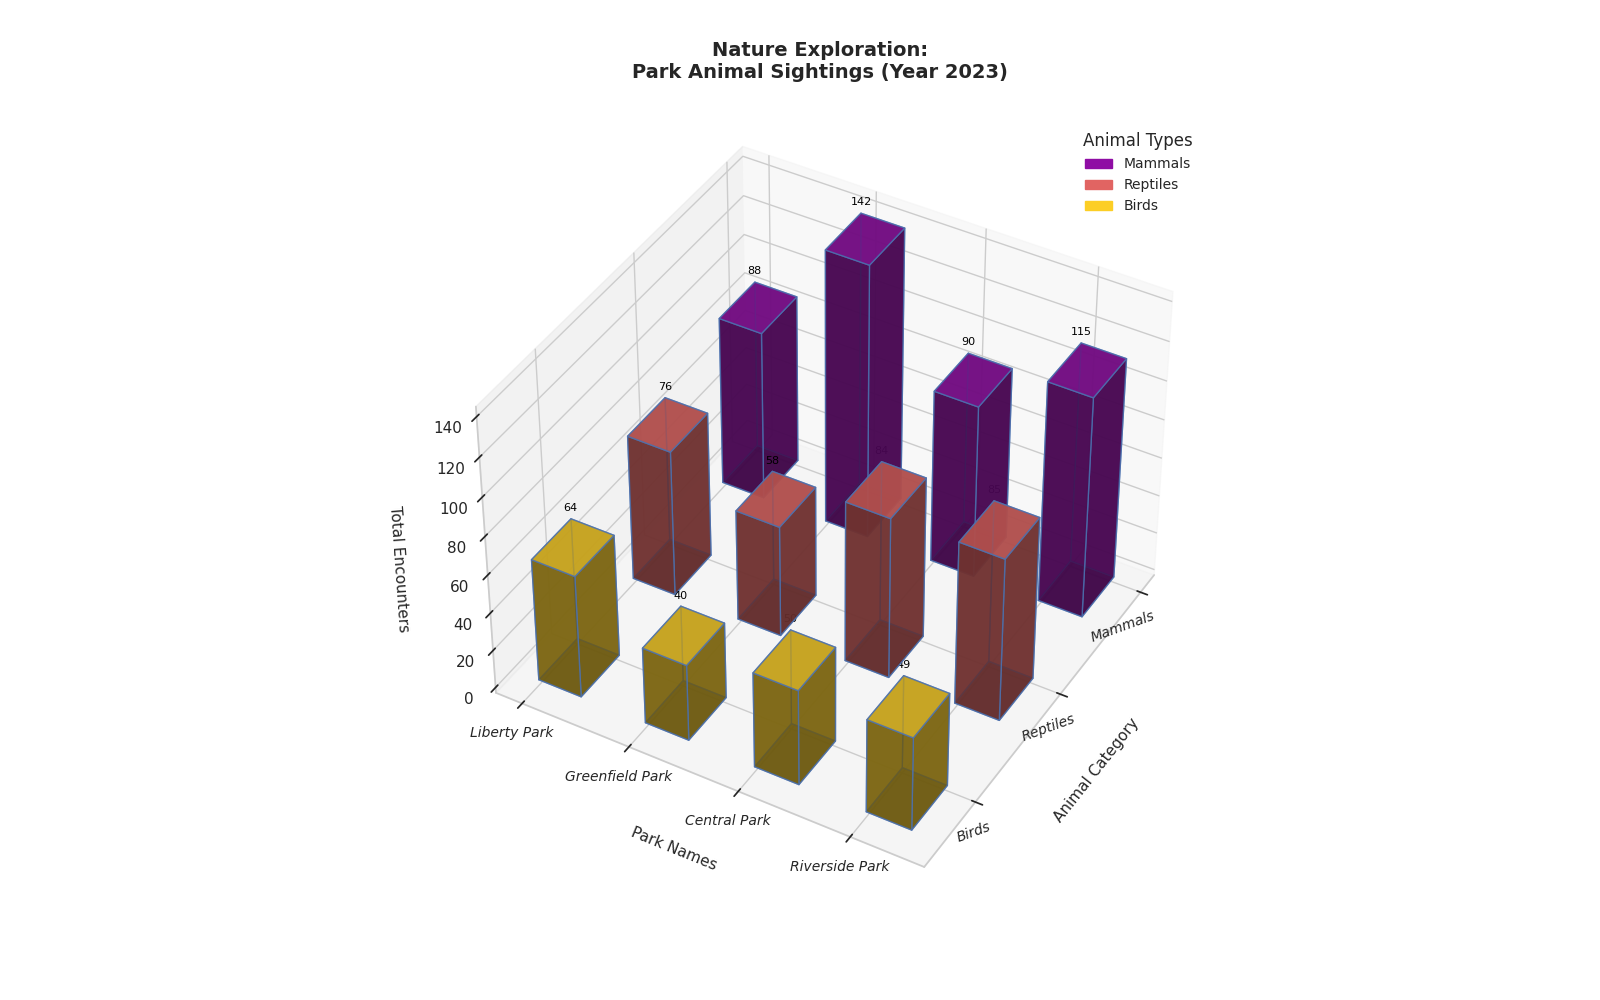 Nature Exploration:
Park Animal Sightings (Year 2023)
Animal Types
Mammals
Reptiles
Birds
142
88
115
90
76
58
64
40
49
140
120
100
80
60
40
20
0
Total Encounters
Liberty Park
Greenfield Park
Central Park
Riverside Park
Park Names
Birds
Reptiles
Mammals
Animal Category